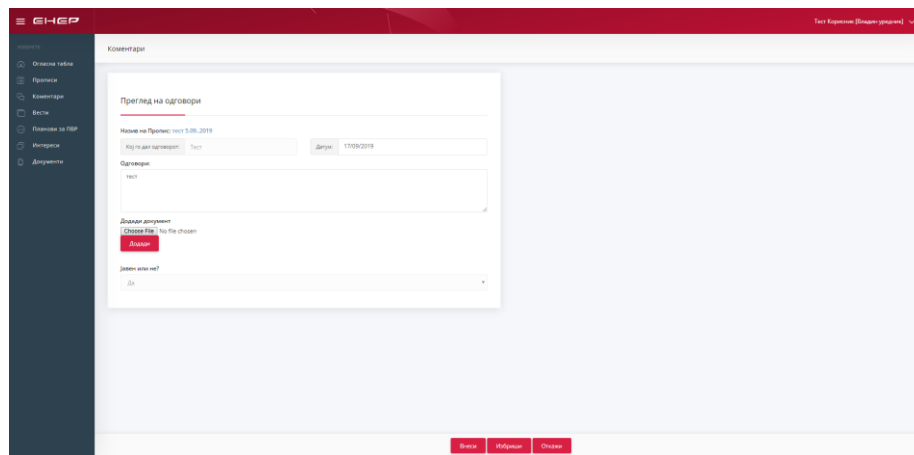 ЕНЕР
Тест Корисник [Владин уредник]
ИЗБЕРЕТЕ
Огласна табла
Прописи
Коментари
Вести
Планови за ПВР
Интереси
Документи
Коментари
Преглед на одговори
Назив на Пропис: тест 5.09..2019
Кој го дал одговорот: Тест
Датум: 17/09/2019
Одговори:
тест
Додади документ
Choose File No file chosen
Додади
Јавен или не?
Да
Внеси Избриши Откажи